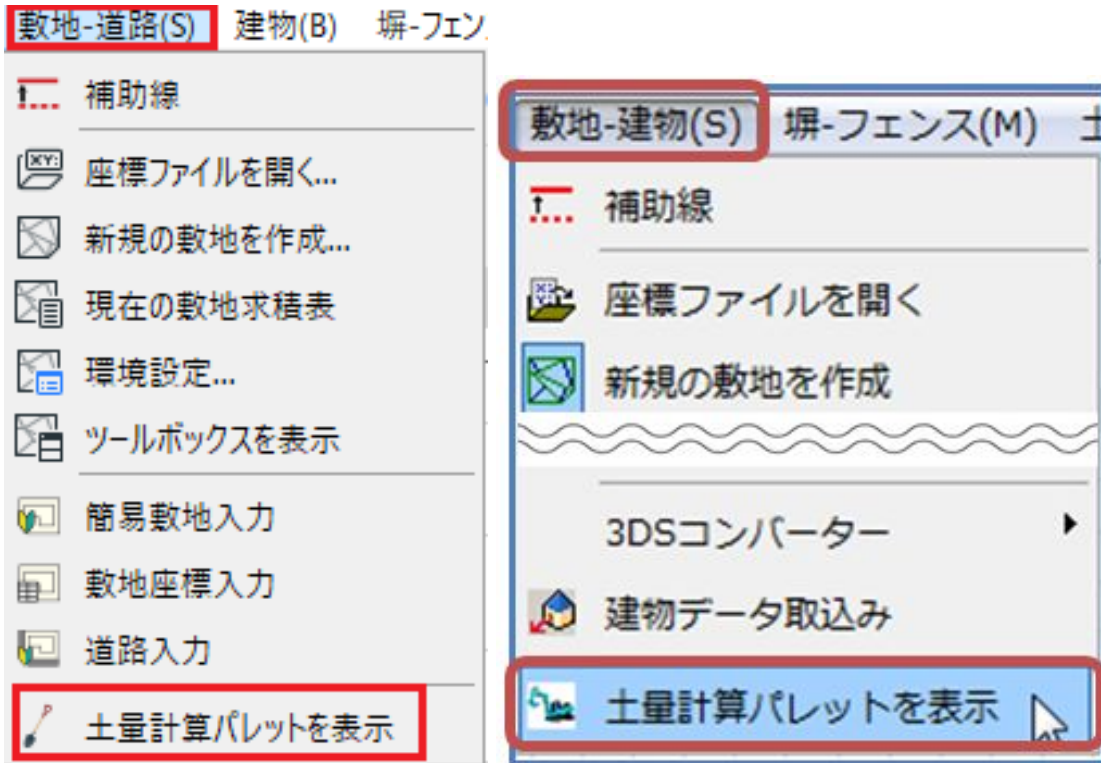 敷地-道路(S) 建物(B) 塀-フェン
補助線
座標ファイルを開く...
新規の敷地を作成...
現在の敷地求積表
環境設定...
ツールボックスを表示
簡易敷地入力
敷地座標入力
道路入力
土量計算パレットを表示
敷地-建物(S) 塀-フェンス(M) 土
補助線
座標ファイルを開く
新規の敷地を作成
3DSコンバーター
建物データ取込み
土量計算パレットを表示